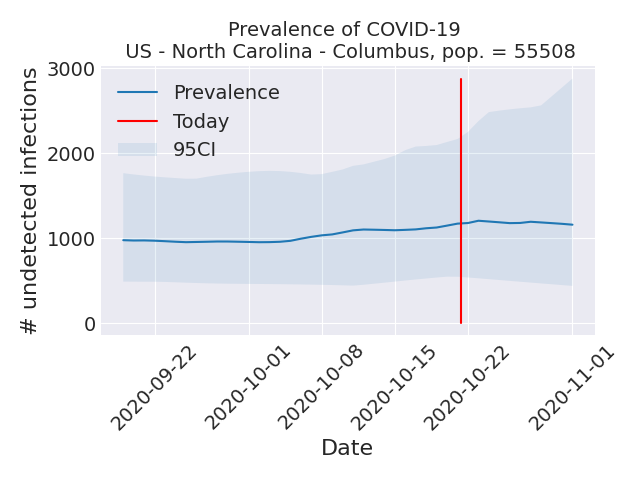 Prevalence of COVID-19
US - North Carolina - Columbus, pop. = 55508
# undetected infections
3000
2000
1000
0
Prevalence
Today
95CI
2020-09-22
2020-10-01
2020-10-08
2020-10-15
2020-10-22
2020-11-01
Date